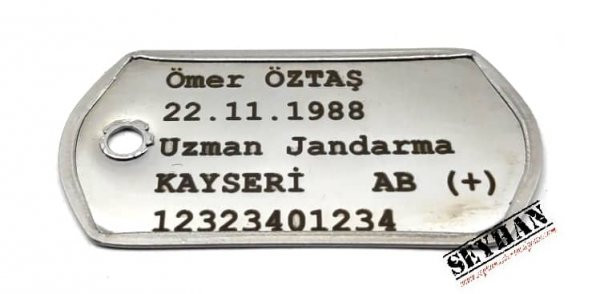 Ömer ÖZTAŞ
22.11.1988
Uzman Jandarma
KAYSERİ AB (+)
12323401234
SEYHAN